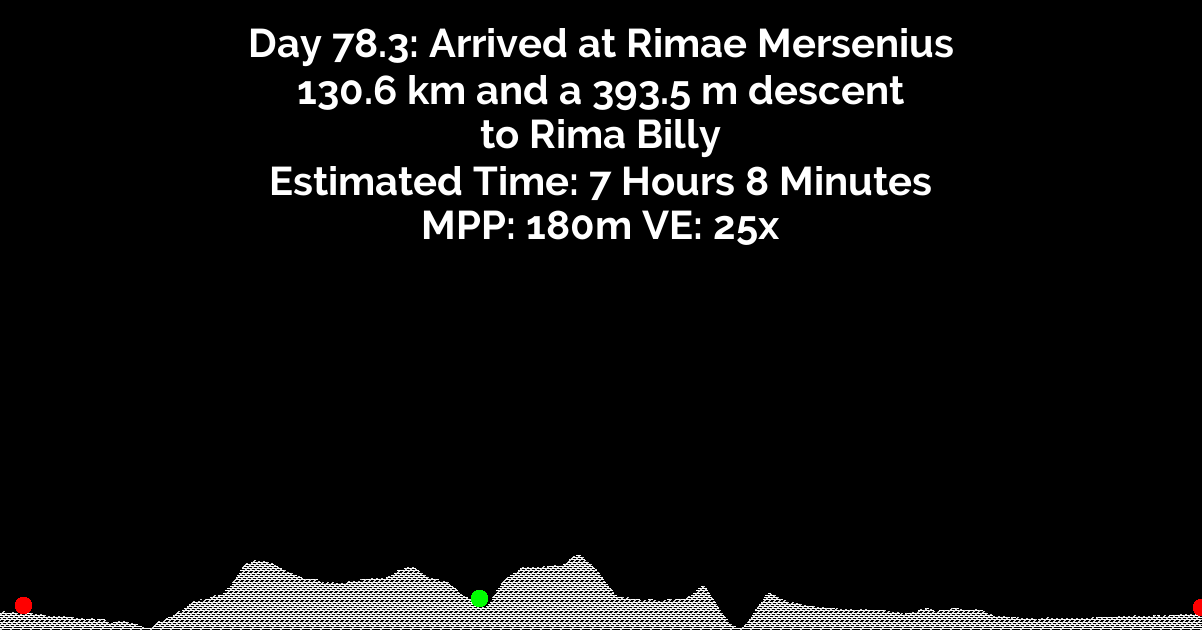 Day 78.3: Arrived at Rimae Mersenius
130.6 km and a 393.5 m descent
to Rima Billy
Estimated Time: 7 Hours 8 Minutes
MPP: 180m VE: 25x